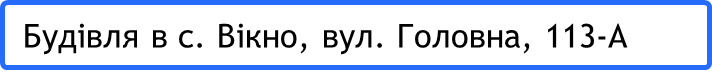 Будівля в с. Вікно, вул. Головна, 113-А